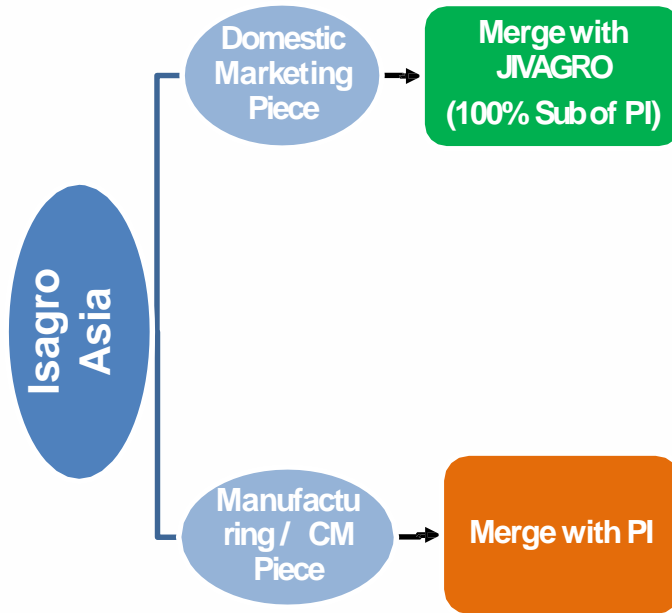 Domestic
Marketing
Piece
Merge with
JIVAGRO
(100% Sub of PI)
Isagro
Asia
Manufactu
ring / CM
Piece
Merge with PI